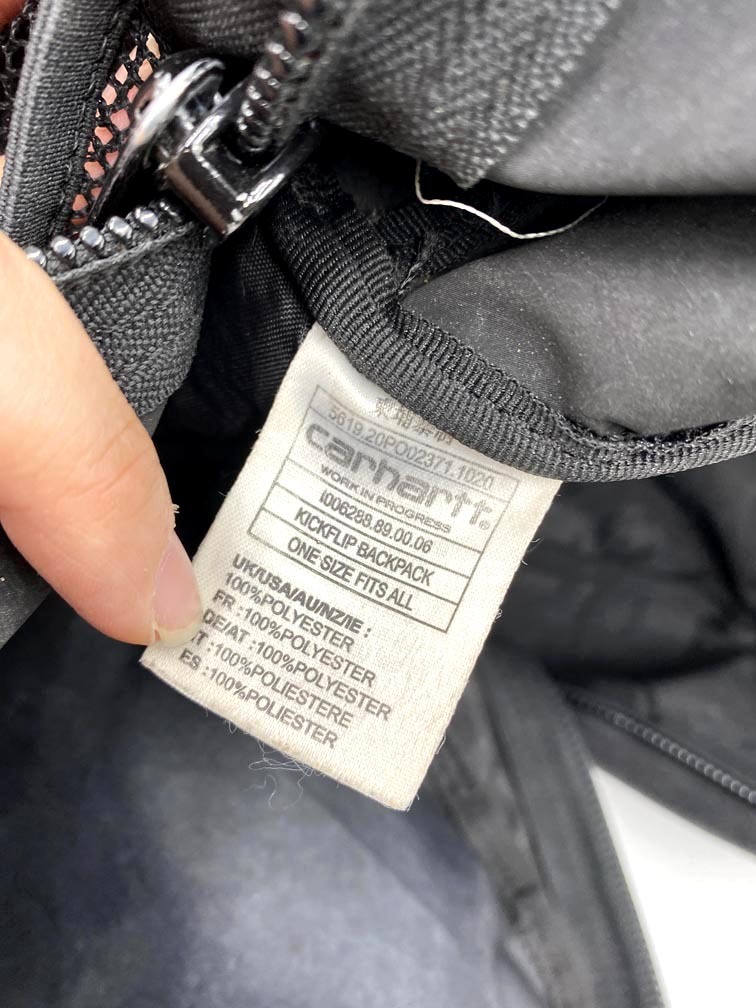 5619.20PO02371.1020
carhartt.
WORK IN PROGRESS
I006288.89.00.06
KICKFLIP BACKPACK
ONE SIZE FITS ALL
UK/USA/AU/NZ/IE :
100%POLYESTER
FR :100%POLYESTER
DE/AT :100%POLYESTER
IT :100%POLIESTERE
ES :100%POLIESTER